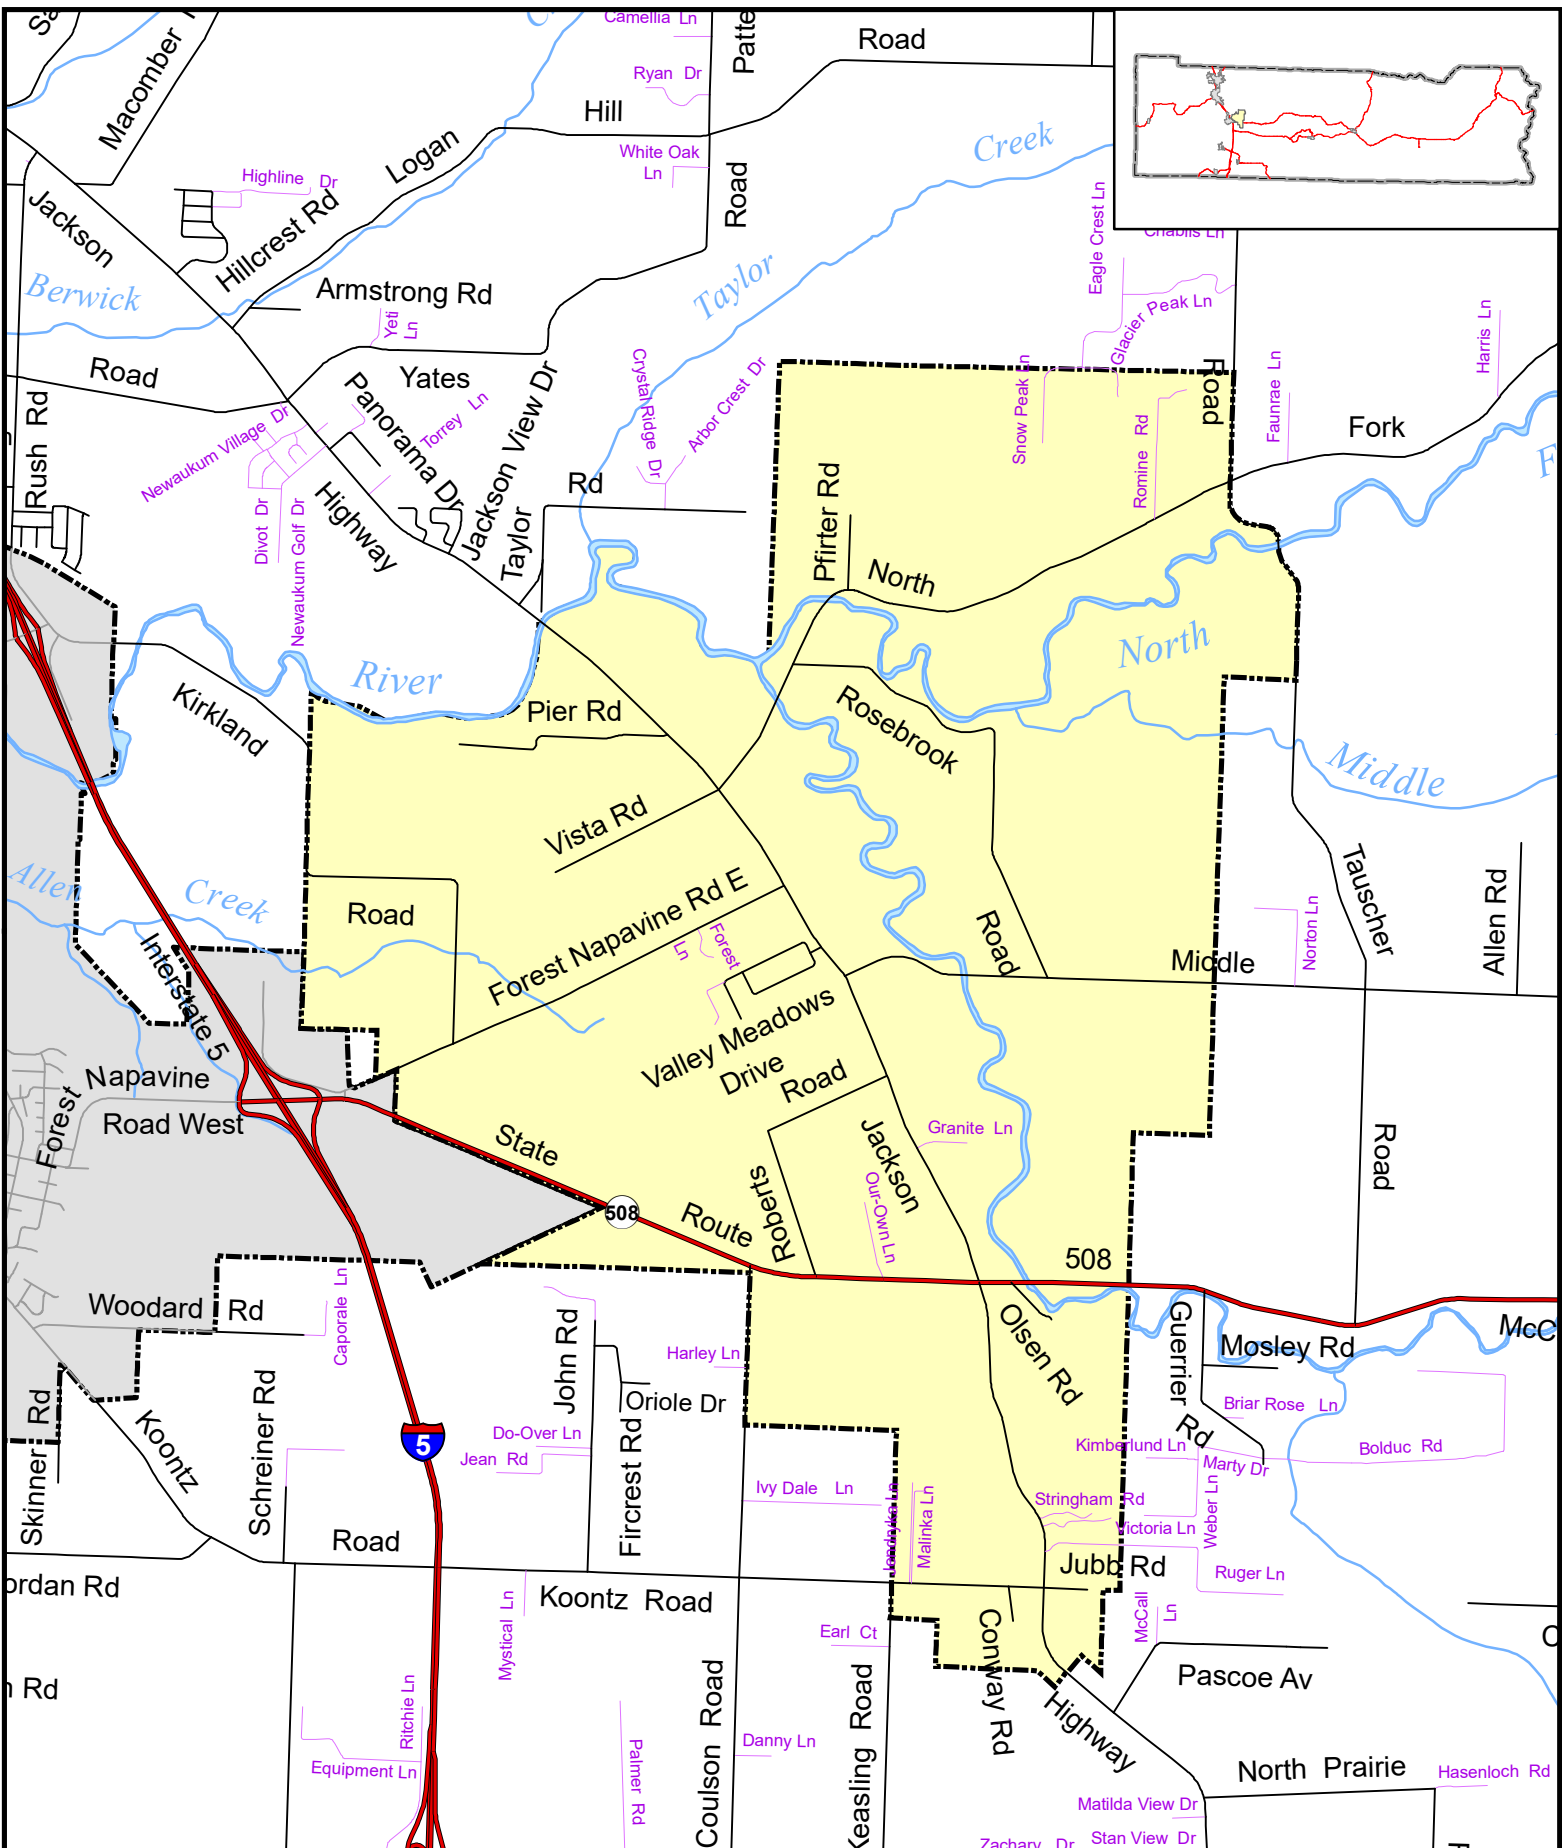 Camellia Ln
Patte
Road
Macomber
Ryan Dr
Hill
Logan
Creek
White Oak
Ln
Road
Highline Dr
Jackson
Hillcrest Rd
Eagle Crest Ln
Chablis Ln
Berwick
Armstrong Rd
Taylor
Yeti
Ln
Glacier Peak Ln
Harris Ln
Road
Yates
Crystal Ridge Dr
Arbor Crest Dr
Snow Peak Ln
Road
Faunrae Ln
Rush Rd
Panorama Dr
Torrey Ln
Jackson View Dr
Newaukum Village Dr
Romine Rd
Fork
F
Rd
Pfirter Rd
Highway
Divot Dr
Newaukum Golf Dr
Taylor
North
North
River
Kirkland
Pier Rd
Rosebrook
Middle
Vista Rd
Tauscher
Allen
Creek
Road
Forest Napavine Rd E
Forest
Ln
Road
Middle
Norton Ln
Allen Rd
Interstate 5
Valley Meadows
Drive
Road
Napavine
Forest
Road West
State
Jackson
Granite Ln
Road
508
Route
Roberts
Our-Own Ln
508
Woodard Rd
Caporale Ln
John Rd
Olsen Rd
Guerrier
Rd
Mosley Rd
McC
Harley Ln
Oriole Dr
Skinner Rd
Koontz
Schreiner Rd
5
Do-Over Ln
Jean Rd
Fircrest Rd
Briar Rose Ln
Kimberlund Ln
Marty Dr
Bolduc Rd
Ivy Dale Ln
Malinka Ln
Stringham Rd
Weber Ln
Victoria Ln
Road
Jubb Rd
Ruger Ln
ordan Rd
Mystical Ln
Koontz Road
McCall
Ln
Earl Ct
Conway Rd
Pascoe Av
Rd
Ritchie Ln
Coulson Road
Keasling Road
Highway
Equipment Ln
Palmer Rd
Danny Ln
North Prairie
Hasenloch Rd
Matilda View Dr
Zachary Dr
Stan View Dr